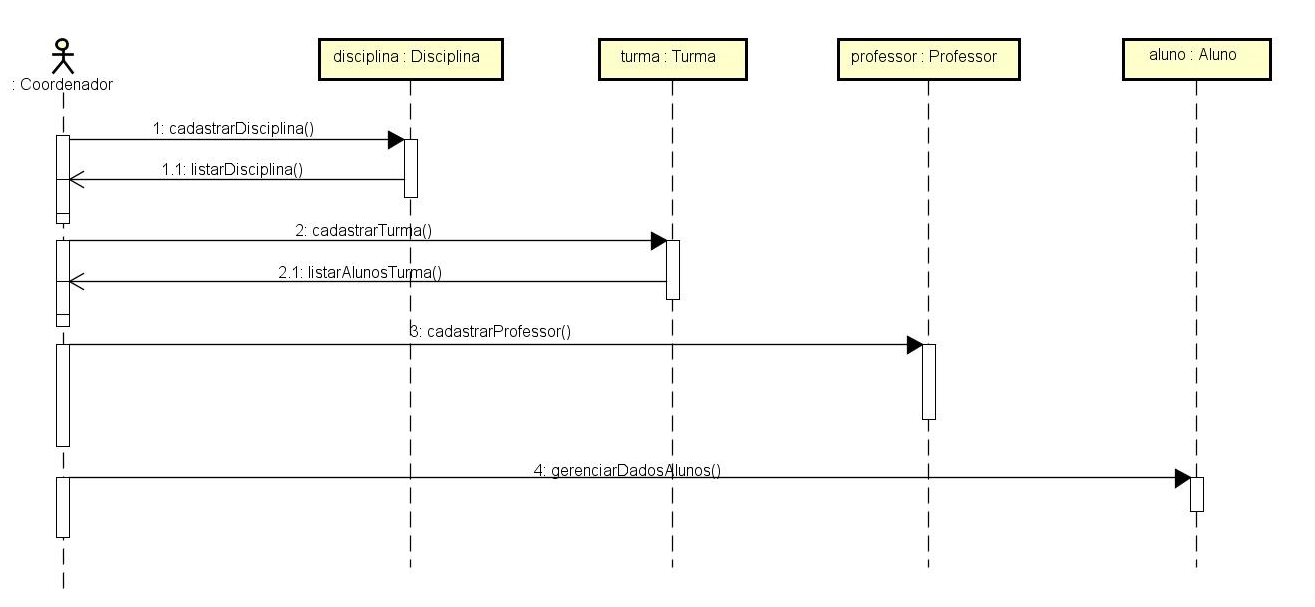 : Coordenador
disciplina : Disciplina
turma : Turma
professor : Professor
aluno : Aluno
1: cadastrarDisciplina()
1.1: listarDisciplina()
2: cadastrarTurma()
2.1: listarAlunosTurma()
3: cadastrarProfessor()
4: gerenciarDadosAlunos()